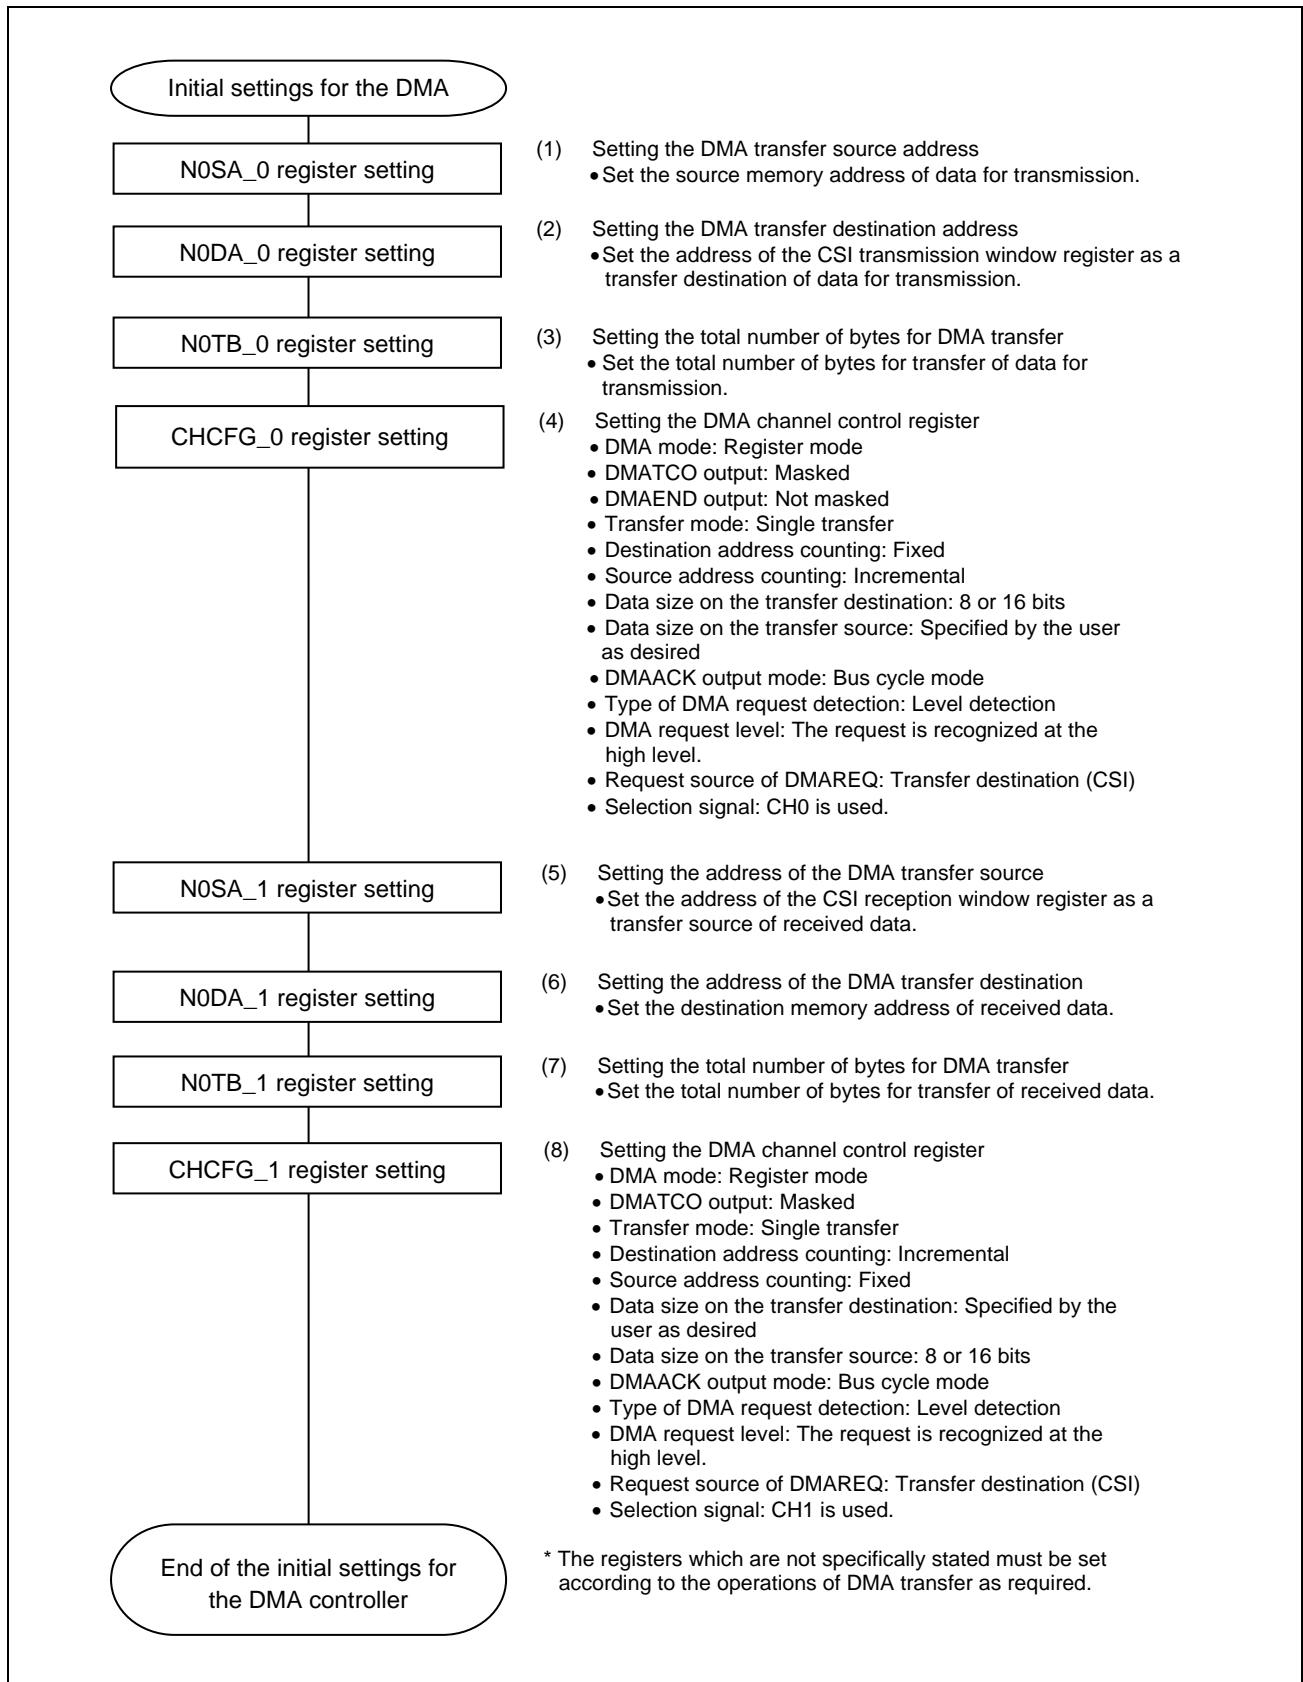 Initial settings for the DMA
N0SA_0 register setting
(1) Setting the DMA transfer source address
• Set the source memory address of data for transmission.
N0DA_0 register setting
(2) Setting the DMA transfer destination address
• Set the address of the CSI transmission window register as a
transfer destination of data for transmission.
N0TB_0 register setting
(3) Setting the total number of bytes for DMA transfer
• Set the total number of bytes for transfer of data for
transmission.
CHCFG_0 register setting
(4) Setting the DMA channel control register
• DMA mode: Register mode
• DMATCO output: Masked
• DMAEND output: Not masked
• Transfer mode: Single transfer
• Destination address counting: Fixed
• Source address counting: Incremental
• Data size on the transfer destination: 8 or 16 bits
• Data size on the transfer source: Specified by the user
as desired
• DMAACK output mode: Bus cycle mode
• Type of DMA request detection: Level detection
• DMA request level: The request is recognized at the
high level.
• Request source of DMAREQ: Transfer destination (CSI)
• Selection signal: CH0 is used.
N0SA_1 register setting
(5) Setting the address of the DMA transfer source
• Set the address of the CSI reception window register as a
transfer source of received data.
N0DA_1 register setting
(6) Setting the address of the DMA transfer destination
• Set the destination memory address of received data.
N0TB_1 register setting
(7) Setting the total number of bytes for DMA transfer
• Set the total number of bytes for transfer of received data.
CHCFG_1 register setting
(8) Setting the DMA channel control register
• DMA mode: Register mode
• DMATCO output: Masked
• Transfer mode: Single transfer
• Destination address counting: Incremental
• Source address counting: Fixed
• Data size on the transfer destination: Specified by the
user as desired
• Data size on the transfer source: 8 or 16 bits
• DMAACK output mode: Bus cycle mode
• Type of DMA request detection: Level detection
• DMA request level: The request is recognized at the
high level.
• Request source of DMAREQ: Transfer destination (CSI)
• Selection signal: CH1 is used.
End of the initial settings for
the DMA controller
* The registers which are not specifically stated must be set
according to the operations of DMA transfer as required.